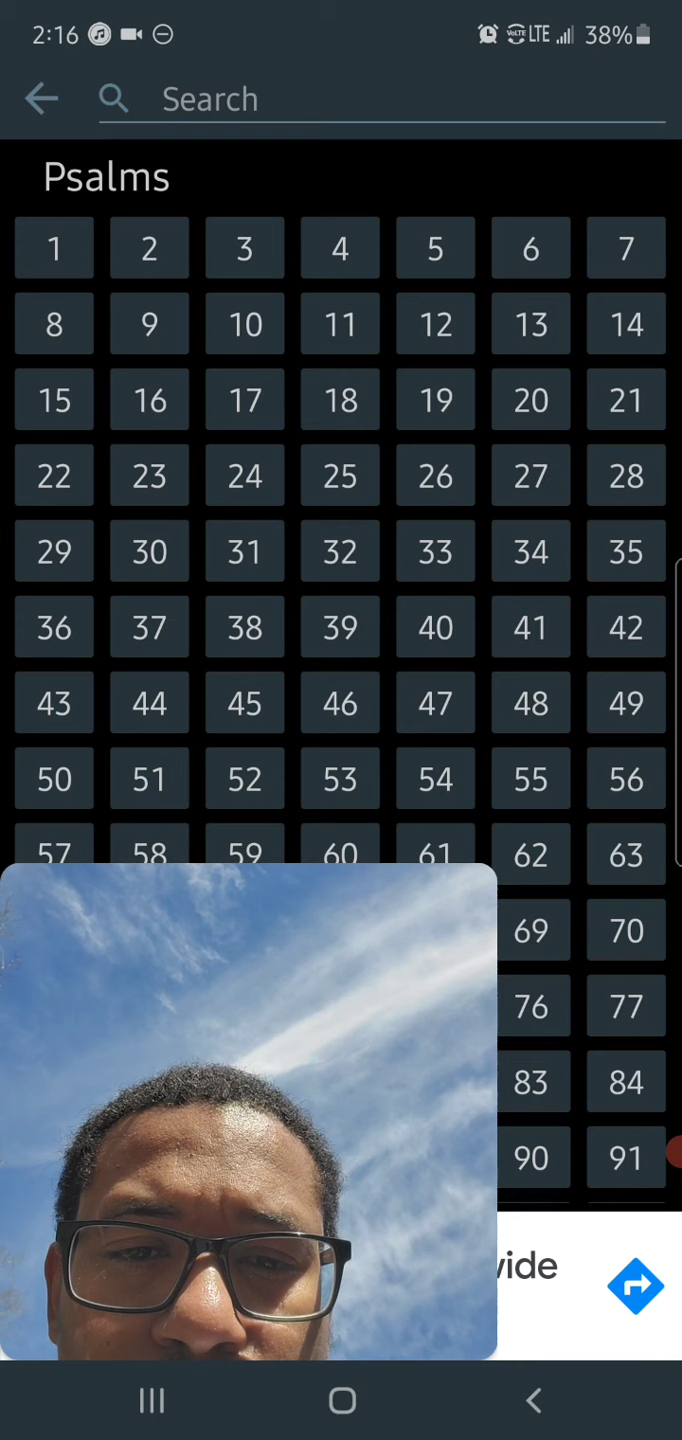 2:16 VoLTE LTE 38%
Search
Psalms
1 2 3 4 5 6 7
8 9 10 11 12 13 14
15 16 17 18 19 20 21
22 23 24 25 26 27 28
29 30 31 32 33 34 35
36 37 38 39 40 41 42
43 44 45 46 47 48 49
50 51 52 53 54 55 56
57 58 59 60 61 62 63
69 70
76 77
83 84
90 91